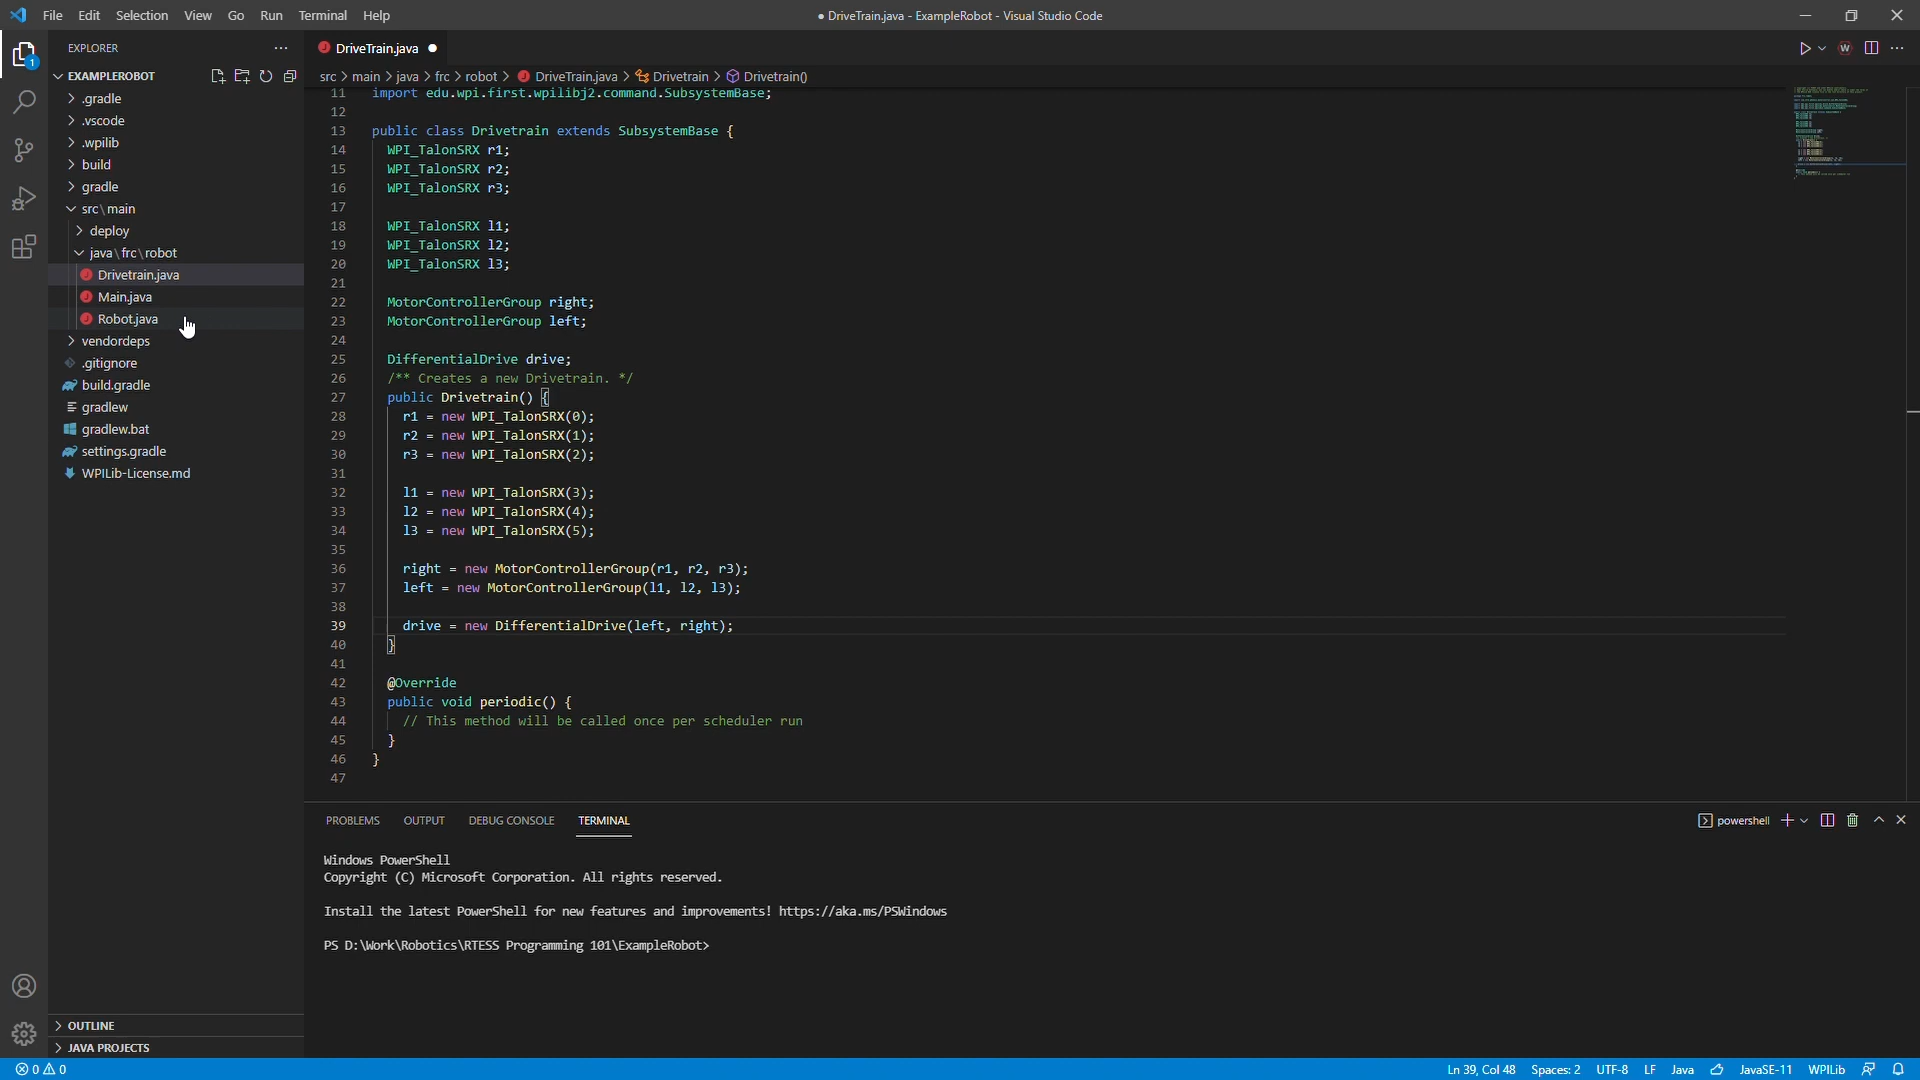 File Edit Selection View Go Run Terminal Help
● DriveTrain.java - ExampleRobot - Visual Studio Code
EXPLORER
1
EXAMPLEROBOT
.gradle
.vscode
.wpilib
build
gradle
src\main
deploy
java\frc\robot
Drivetrain.java
Main.java
Robot.java
vendordeps
.gitignore
build.gradle
gradlew
gradlew.bat
settings.gradle
WPILib-License.md
OUTLINE
JAVA PROJECTS
DriveTrain.java ●
src > main > java > frc > robot > DriveTrain.java > Drivetrain > Drivetrain()
11 import edu.wpi.first.wpilibj2.command.SubsystemBase;
12
13 public class Drivetrain extends SubsystemBase {
14 WPI_TalonSRX r1;
15 WPI_TalonSRX r2;
16 WPI_TalonSRX r3;
17
18 WPI_TalonSRX l1;
19 WPI_TalonSRX l2;
20 WPI_TalonSRX l3;
21
22 MotorControllerGroup right;
23 MotorControllerGroup left;
24
25 DifferentialDrive drive;
26 /** Creates a new Drivetrain. */
27 public Drivetrain() {
28 r1 = new WPI_TalonSRX(0);
29 r2 = new WPI_TalonSRX(1);
30 r3 = new WPI_TalonSRX(2);
31
32 l1 = new WPI_TalonSRX(3);
33 l2 = new WPI_TalonSRX(4);
34 l3 = new WPI_TalonSRX(5);
35
36 right = new MotorControllerGroup(r1, r2, r3);
37 left = new MotorControllerGroup(l1, l2, l3);
38
39 drive = new DifferentialDrive(left, right);
40 }
41
42 @Override
43 public void periodic() {
44 // This method will be called once per scheduler run
45 }
46 }
47
PROBLEMS OUTPUT DEBUG CONSOLE TERMINAL
powershell
Windows PowerShell
Copyright (C) Microsoft Corporation. All rights reserved.
Install the latest PowerShell for new features and improvements! https://aka.ms/PSWindows
PS D:\Work\Robotics\RTESS Programming 101\ExampleRobot>
0 0
Ln 39, Col 48 Spaces: 2 UTF-8 LF Java JavaSE-11 WPILib